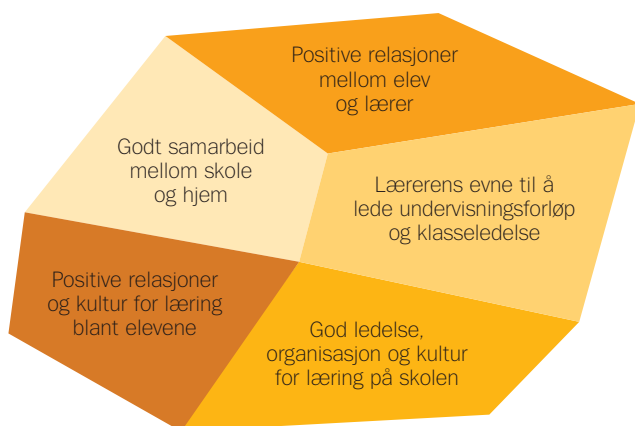 Positive relasjoner
mellom elev
og lærer
Godt samarbeid
mellom skole
og hjem
Lærerens evne til å
lede undervisningsforløp
og klasseledelse
Positive relasjoner
og kultur for læring
blant elevene
God ledelse,
organisasjon og kultur
for læring på skolen